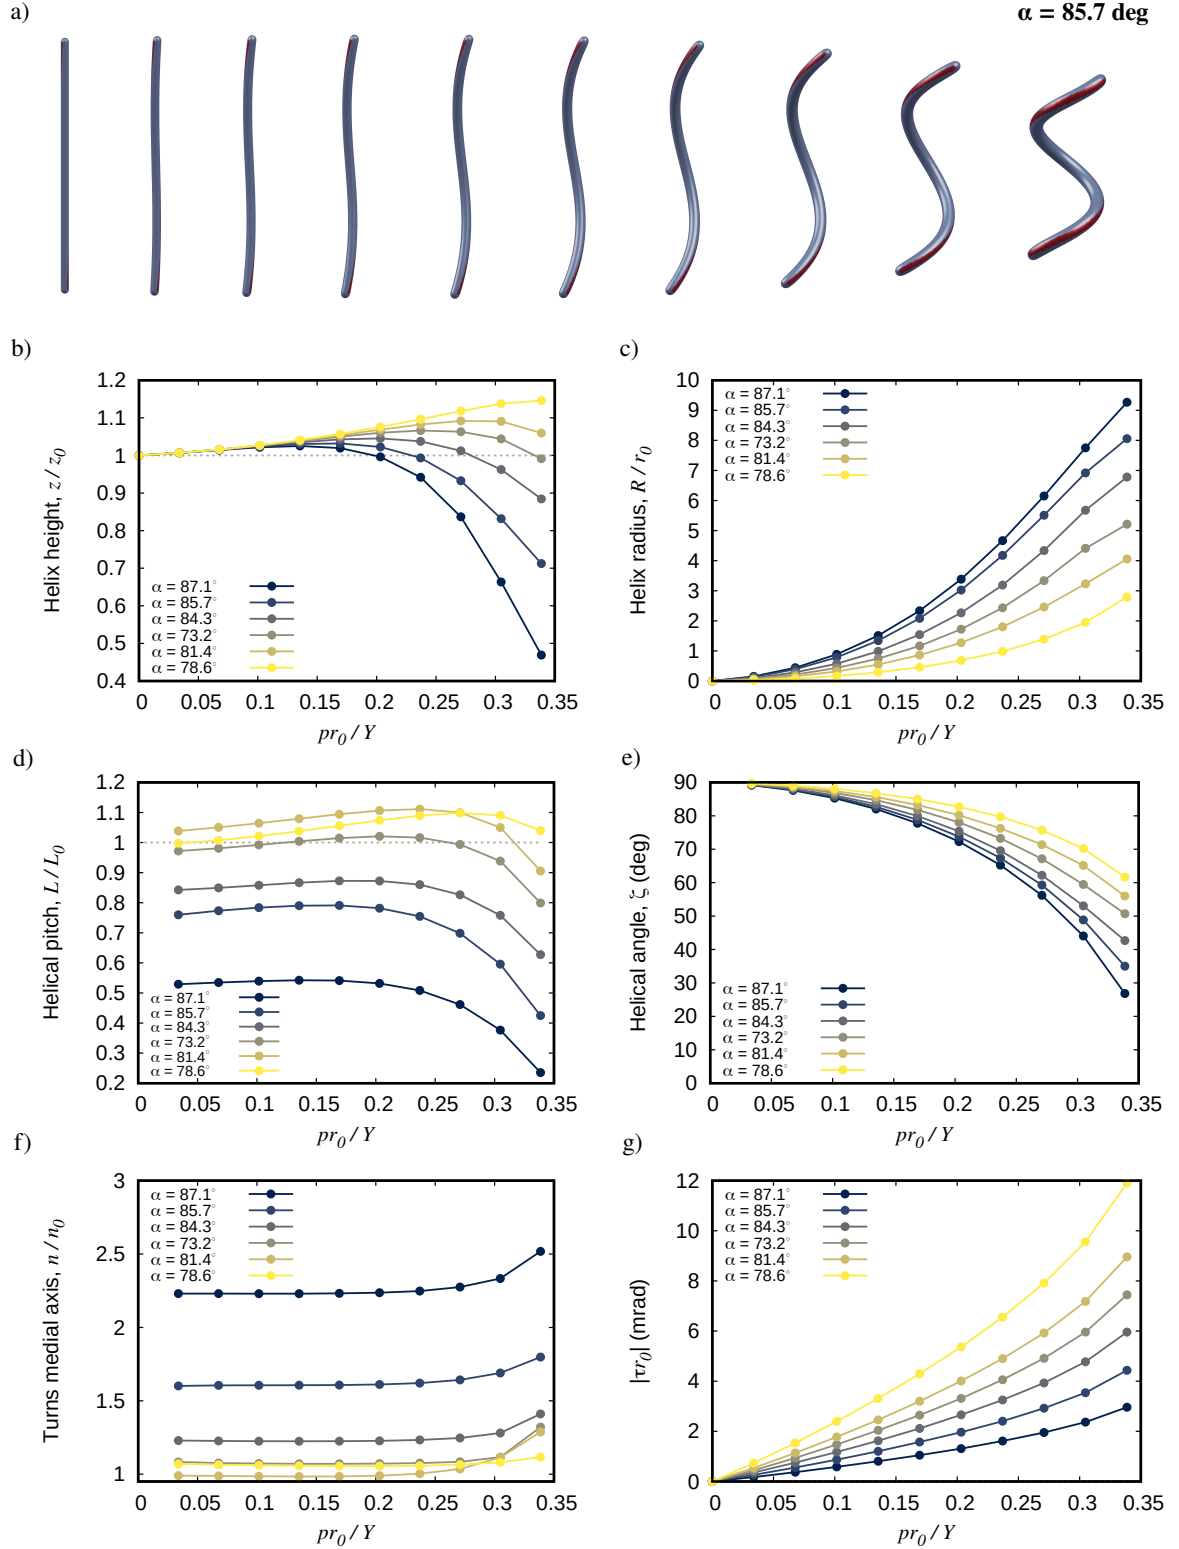 a)
α = 85.7 deg
b)
1.2
1.1
1
0.9
0.8
0.7
0.6
0.5
0.4
Helix height, z / z0
α = 87.1°
α = 85.7°
α = 84.3°
α = 73.2°
α = 81.4°
α = 78.6°
0 0.05 0.1 0.15 0.2 0.25 0.3 0.35
pr0 / Y
c)
10
9
8
7
6
5
4
3
2
1
0
Helix radius, R / r0
α = 87.1°
α = 85.7°
α = 84.3°
α = 73.2°
α = 81.4°
α = 78.6°
0 0.05 0.1 0.15 0.2 0.25 0.3 0.35
pr0 / Y
d)
1.2
1.1
1
0.9
0.8
0.7
0.6
0.5
0.4
0.3
0.2
Helical pitch, L / L0
α = 87.1°
α = 85.7°
α = 84.3°
α = 73.2°
α = 81.4°
α = 78.6°
0 0.05 0.1 0.15 0.2 0.25 0.3 0.35
pr0 / Y
e)
90
80
70
60
50
40
30
20
10
0
Helical angle, ζ (deg)
α = 87.1°
α = 85.7°
α = 84.3°
α = 73.2°
α = 81.4°
α = 78.6°
0 0.05 0.1 0.15 0.2 0.25 0.3 0.35
pr0 / Y
f)
3
2.5
2
1.5
1
Turns medial axis, n / n0
α = 87.1°
α = 85.7°
α = 84.3°
α = 73.2°
α = 81.4°
α = 78.6°
0 0.05 0.1 0.15 0.2 0.25 0.3 0.35
pr0 / Y
g)
12
10
8
6
4
2
0
|τr0| (mrad)
α = 87.1°
α = 85.7°
α = 84.3°
α = 73.2°
α = 81.4°
α = 78.6°
0 0.05 0.1 0.15 0.2 0.25 0.3 0.35
pr0 / Y